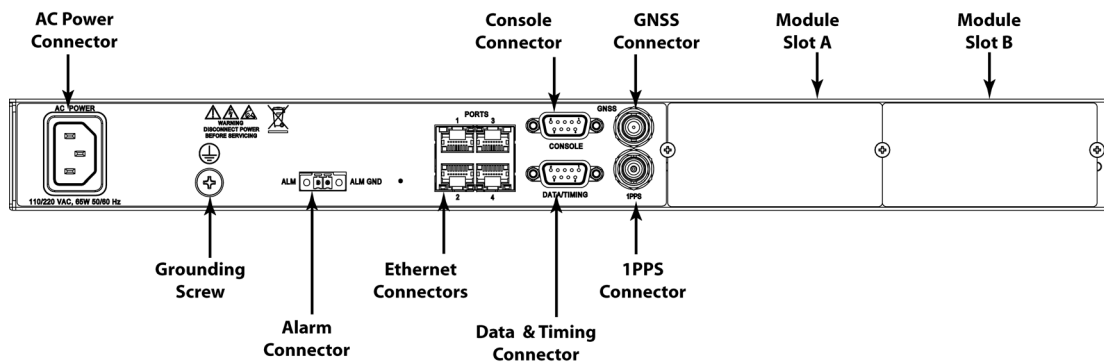 AC Power
Connector
Console
Connector
GNSS
Connector
Module
Slot A
Module
Slot B
AC POWER
WARNING
DISCONNECT POWER
BEFORE SERVICING
PORTS
1 3
GNSS
CONSOLE
ALM
ALM GND
2 4
DATA/TIMING
1PPS
110/220 VAC, 65W 50/60 Hz
Grounding
Screw
Ethernet
Connectors
1PPS
Connector
Alarm
Connector
Data & Timing
Connector